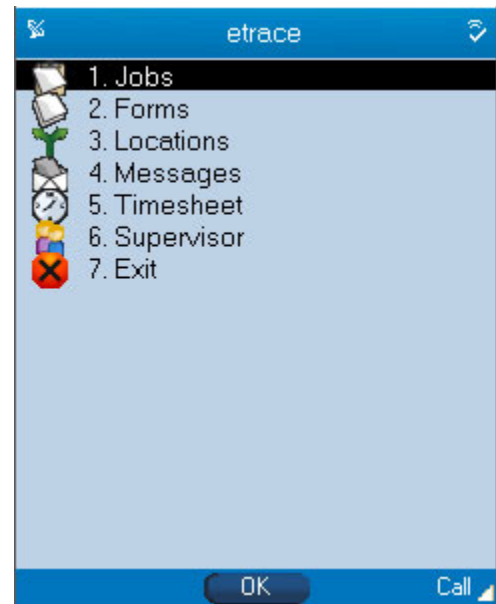 etrace
1. Jobs
2. Forms
3. Locations
4. Messages
5. Timesheet
6. Supervisor
7. Exit
OK
Call